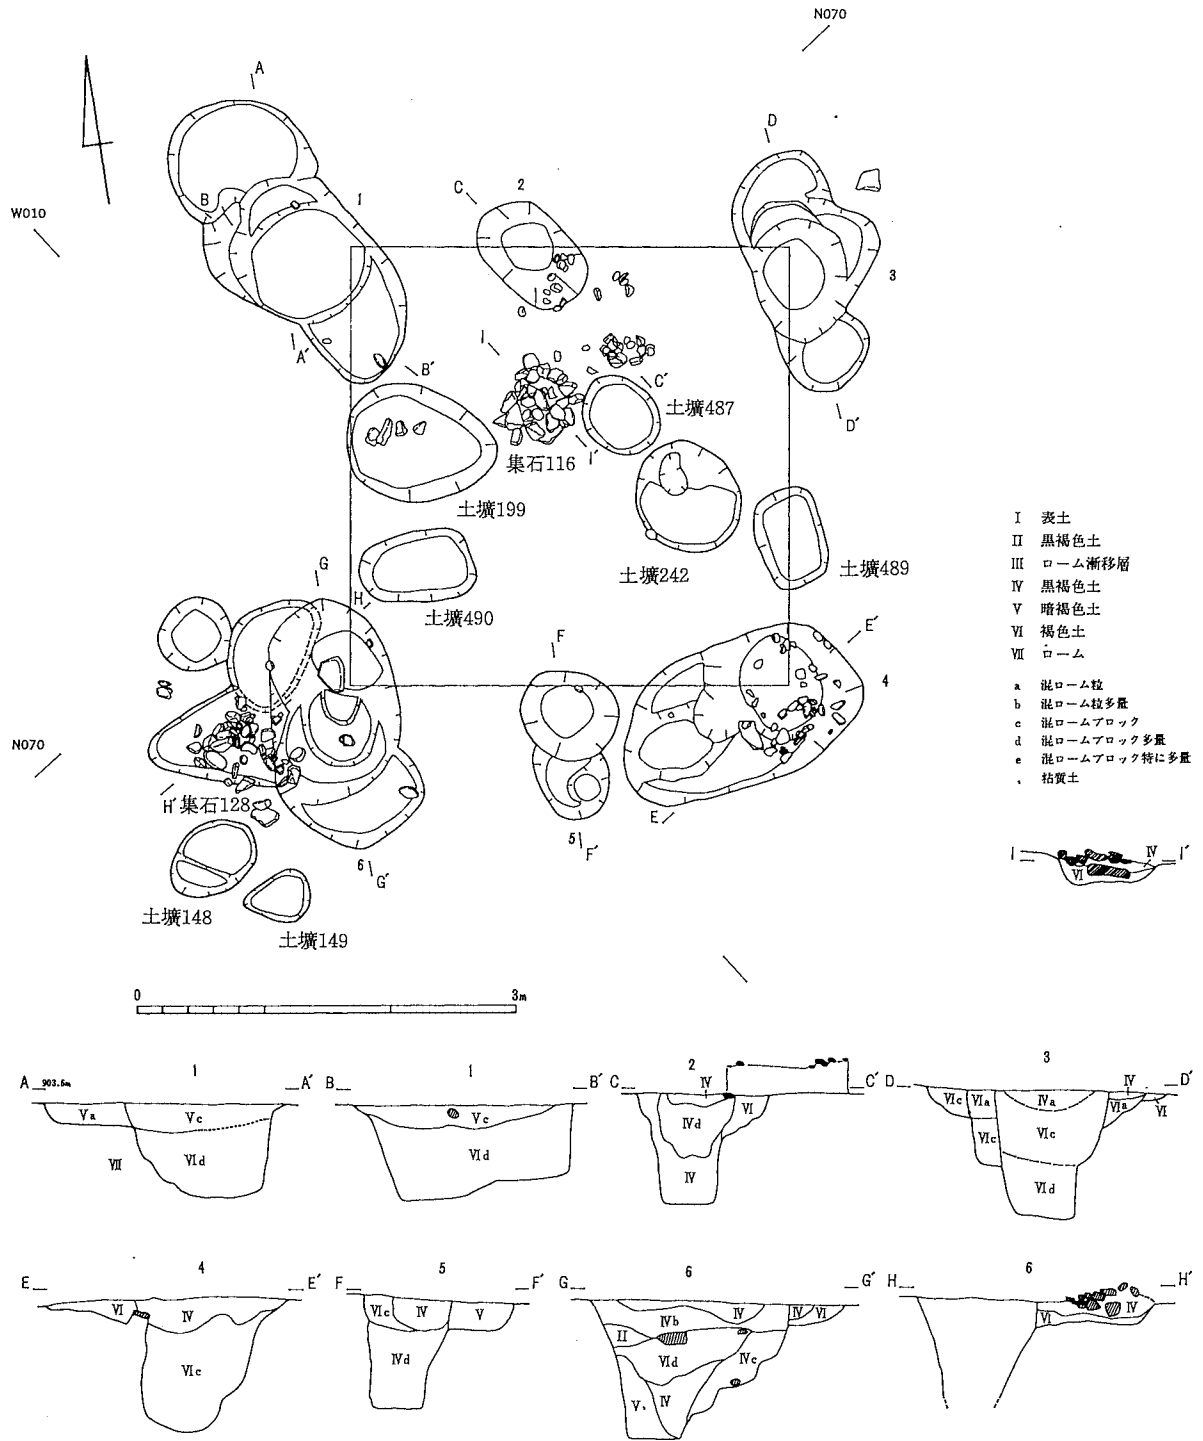 N070
A
D
C
2
B
1
W010
3
I
A′
B′
C′
土壙487
D′
I′
集石116
土壙199
I 表土
II 黒褐色土
III ローム漸移層
IV 黒褐色土
V 暗褐色土
VI 褐色土
VII ローム
a 混ローム粒
b 混ローム粒多量
c 混ロームブロック
d 混ロームブロック多量
e 混ロームブロック特に多量
、 粘質土
G
土壙242
土壙489
H
土壙490
F
E′
4
N070
H′
集石128
E
5
F′
6
G′
土壙148
土壙149
I I′
IV
VI
0 3m
A 903.6m 1 A′
Va Vc
VII VId
B 1 B′
Vc
VId
C 2 C′
IV
IVd VI
IV
D 3 D′
VIc VIa IVa IV VIa VI
VIc VIc
VId
E 4 E′
VI IV
VIc
F 5 F′
VIc IV V
IVd
G 6 G′
IVb IV IV VI
II
VId IVc
V、 IV
H 6 H′
IV
VI